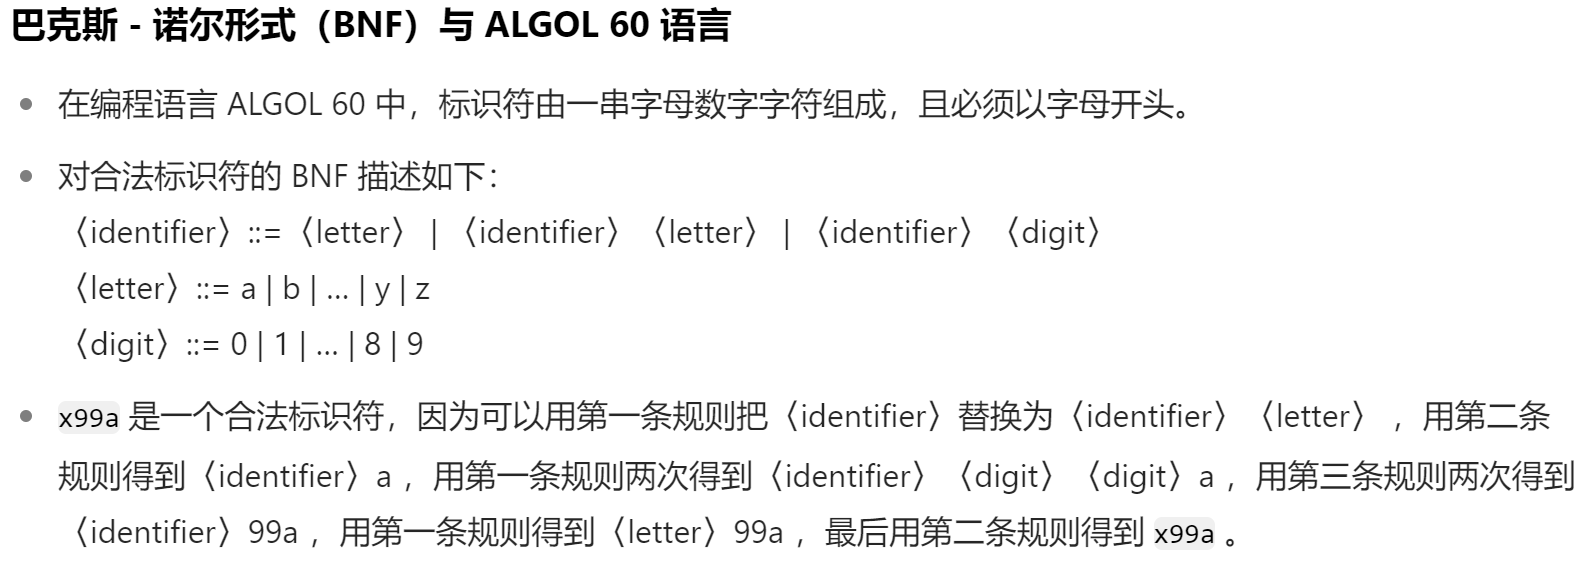 巴克斯 - 诺尔形式（BNF）与 ALGOL 60 语言
在编程语言 ALGOL 60 中，标识符由一串字母数字字符组成，且必须以字母开头。
对合法标识符的 BNF 描述如下：
〈identifier〉::=〈letter〉 | 〈identifier〉〈letter〉 | 〈identifier〉〈digit〉
〈letter〉::= a | b | … | y | z
〈digit〉::= 0 | 1 | … | 8 | 9
x99a 是一个合法标识符，因为可以用第一条规则把〈identifier〉替换为〈identifier〉〈letter〉 ，用第二条
规则得到〈identifier〉a ，用第一条规则两次得到〈identifier〉〈digit〉〈digit〉a ，用第三条规则两次得到
〈identifier〉99a ，用第一条规则得到〈letter〉99a ，最后用第二条规则得到 x99a 。